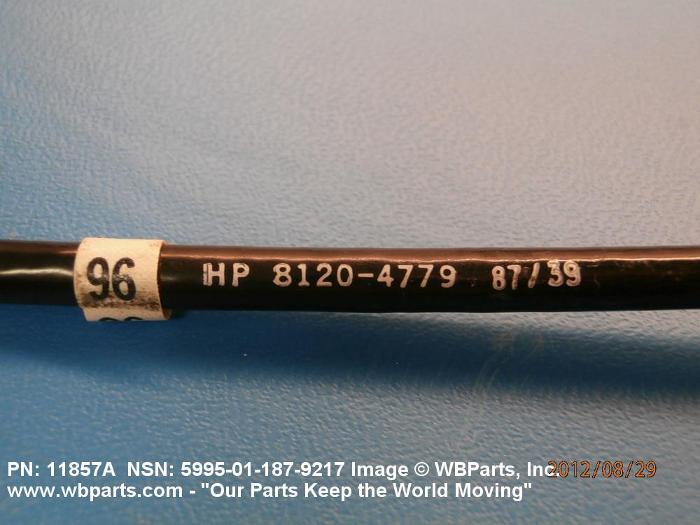 96
HP 8120-4779 87/39
PN: 11857A NSN: 5995-01-187-9217 Image © WBParts, Inc.
2012/08/29
www.wbparts.com - "Our Parts Keep the World Moving"